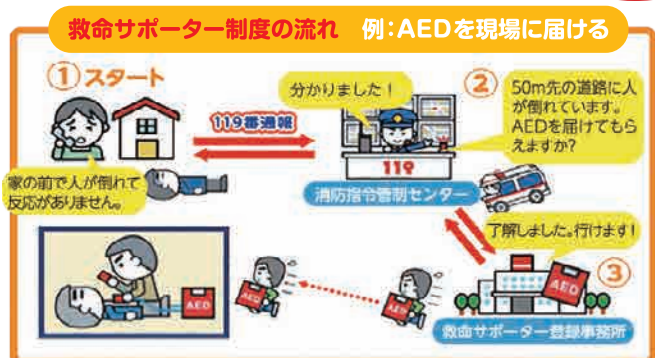 救命サポーター制度の流れ 例:AEDを現場に届ける
①スタート
家の前で人が倒れて
反応がありません。
119番通報
分かりました!
119
消防指令管制センター
②
50m先の道路に人
が倒れています。
AEDを届けてもら
えますか?
了解しました。行けます!
③
AED
救命サポーター登録事務所
AED
AED
AED